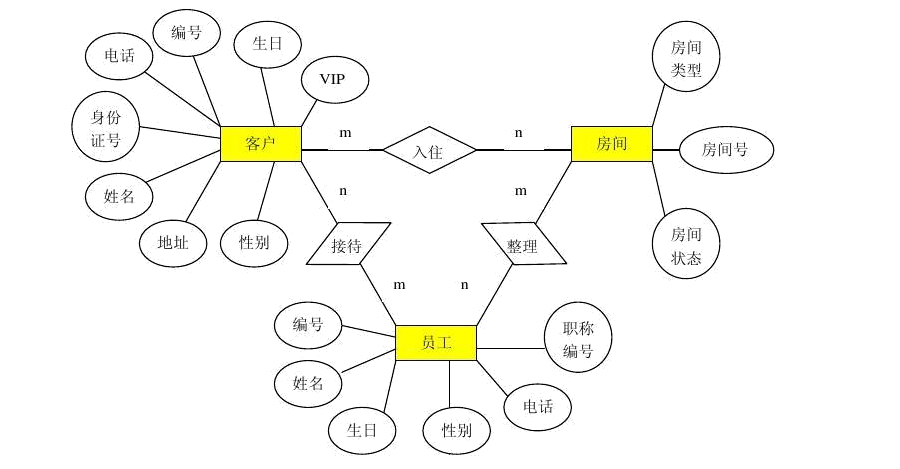 编号
生日
电话
VIP
房间
类型
身份
证号
客户
m
入住
n
房间
房间号
姓名
n
m
地址
性别
接待
整理
房间
状态
m
n
编号
员工
职称
编号
姓名
生日
性别
电话